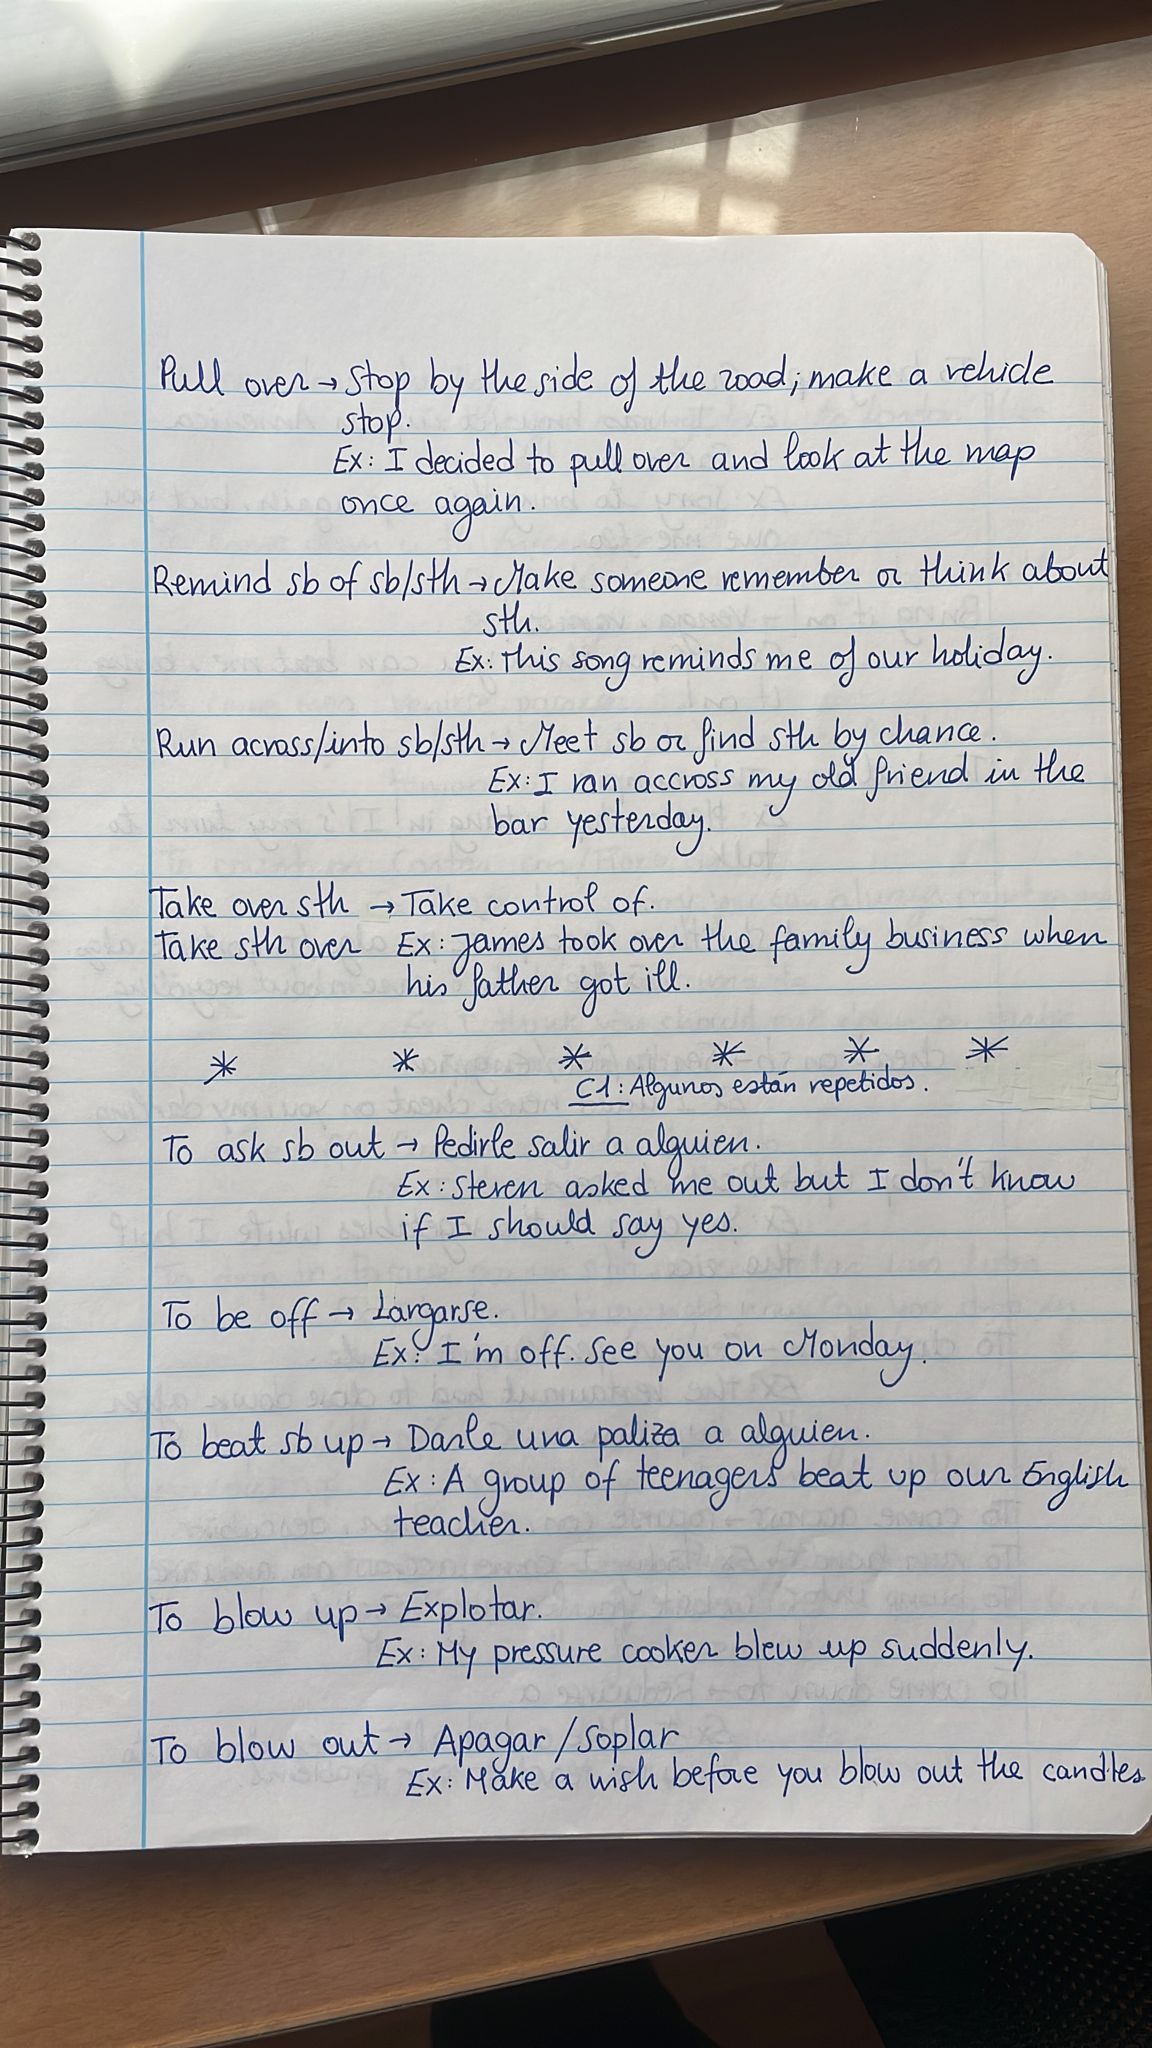 Pull over → Stop by the side of the road; make a vehicle
stop.
Ex: I decided to pull over and look at the map
once again.
Remind sb of sb/sth → Make someone remember or think about
sth.
Ex: This song reminds me of our holiday.
Run across/into sb/sth → Meet sb or find sth by chance.
Ex: I ran accross my old friend in the
bar yesterday.
Take over sth → Take control of.
Take sth over Ex: James took over the family business when
his father got ill.
* * * * * *
C1: Algunos están repetidos.
To ask sb out → Pedirle salir a alguien.
Ex: Steven asked me out but I don't know
if I should say yes.
To be off → Largarse.
Ex: I'm off. See you on Monday.
To beat sb up → Darle una paliza a alguien.
Ex: A group of teenagers beat up our English
teacher.
To blow up → Explotar.
Ex: My pressure cooker blew up suddenly.
To blow out → Apagar / Soplar
Ex: Make a wish before you blow out the candles